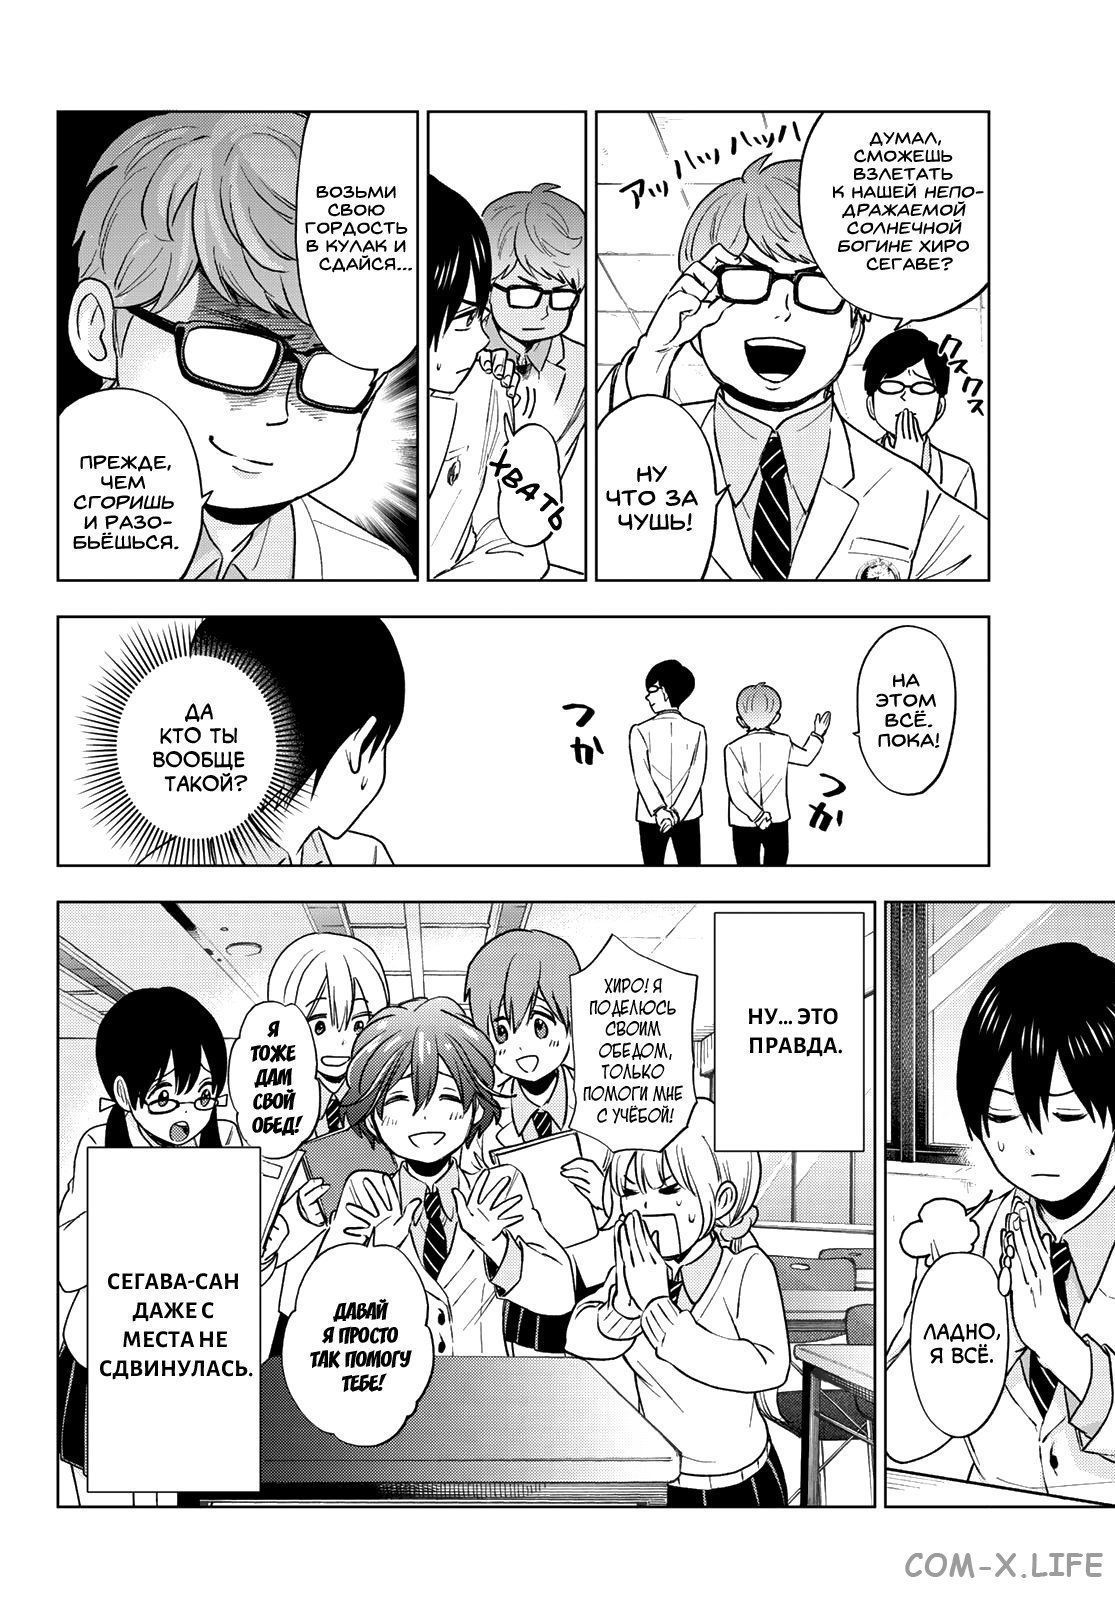 ДУМАЛ,
СМОЖЕШЬ
ВЗЛЕТАТЬ
К НАШЕЙ НЕПО-
ДРАЖАЕМОЙ
СОЛНЕЧНОЙ
БОГИНЕ ХИРО
СЕГАВЕ?
アッハッハッハ
クスクス
НУ
ЧТО ЗА
ЧУШЬ!
ХВАТЬ
ВОЗЬМИ
СВОЮ
ГОРДОСТЬ
В КУЛАК И
СДАЙСЯ...
ПРЕЖДЕ,
ЧЕМ
СГОРИШЬ
И РАЗО-
БЬЁШЬСЯ.
НА
ЭТОМ
ВСЁ.
ПОКА!
つか
つか
ДА
КТО ТЫ
ВООБЩЕ
ТАКОЙ?
ЛАДНО,
Я ВСЁ.
НУ... ЭТО
ПРАВДА.
ХИРО! Я
ПОДЕЛЮСЬ
СВОИМ
ОБЕДОМ,
ТОЛЬКО
ПОМОГИ МНЕ
С УЧЁБОЙ!
Я
ТОЖЕ
ДАМ
СВОЙ
ОБЕД!
ДАВАЙ
Я ПРОСТО
ТАК ПОМОГУ
ТЕБЕ!
СЕГАВА-САН
ДАЖЕ С
МЕСТА НЕ
СДВИНУЛАСЬ.
COM-X.LIFE